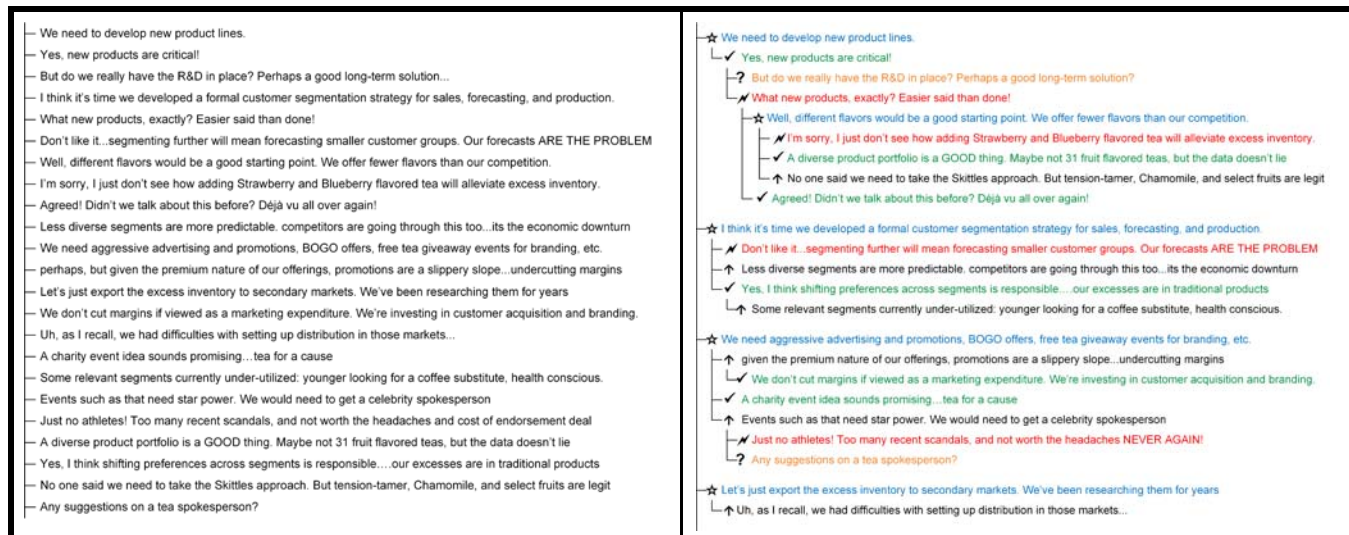 We need to develop new product lines.
Yes, new products are critical!
But do we really have the R&D in place? Perhaps a good long-term solution...
I think it's time we developed a formal customer segmentation strategy for sales, forecasting, and production.
What new products, exactly? Easier said than done!
Don't like it...segmenting further will mean forecasting smaller customer groups. Our forecasts ARE THE PROBLEM
Well, different flavors would be a good starting point. We offer fewer flavors than our competition.
I'm sorry, I just don't see how adding Strawberry and Blueberry flavored tea will alleviate excess inventory.
Agreed! Didn't we talk about this before? Déjà vu all over again!
Less diverse segments are more predictable. competitors are going through this too...its the economic downturn
We need aggressive advertising and promotions, BOGO offers, free tea giveaway events for branding, etc.
perhaps, but given the premium nature of our offerings, promotions are a slippery slope...undercutting margins
Let's just export the excess inventory to secondary markets. We've been researching them for years
We don't cut margins if viewed as a marketing expenditure. We're investing in customer acquisition and branding.
Uh, as I recall, we had difficulties with setting up distribution in those markets...
A charity event idea sounds promising…tea for a cause
Some relevant segments currently under-utilized: younger looking for a coffee substitute, health conscious.
Events such as that need star power. We would need to get a celebrity spokesperson
Just no athletes! Too many recent scandals, and not worth the headaches and cost of endorsement deal
A diverse product portfolio is a GOOD thing. Maybe not 31 fruit flavored teas, but the data doesn't lie
Yes, I think shifting preferences across segments is responsible….our excesses are in traditional products
No one said we need to take the Skittles approach. But tension-tamer, Chamomile, and select fruits are legit
Any suggestions on a tea spokesperson?
We need to develop new product lines.
Yes, new products are critical!
? But do we really have the R&D in place? Perhaps a good long-term solution?
What new products, exactly? Easier said than done!
Well, different flavors would be a good starting point. We offer fewer flavors than our competition.
I'm sorry, I just don't see how adding Strawberry and Blueberry flavored tea will alleviate excess inventory.
A diverse product portfolio is a GOOD thing. Maybe not 31 fruit flavored teas, but the data doesn't lie
No one said we need to take the Skittles approach. But tension-tamer, Chamomile, and select fruits are legit
Agreed! Didn't we talk about this before? Déjà vu all over again!
I think it's time we developed a formal customer segmentation strategy for sales, forecasting, and production.
Don't like it...segmenting further will mean forecasting smaller customer groups. Our forecasts ARE THE PROBLEM
Less diverse segments are more predictable. competitors are going through this too...its the economic downturn
Yes, I think shifting preferences across segments is responsible….our excesses are in traditional products
Some relevant segments currently under-utilized: younger looking for a coffee substitute, health conscious.
We need aggressive advertising and promotions, BOGO offers, free tea giveaway events for branding, etc.
given the premium nature of our offerings, promotions are a slippery slope...undercutting margins
We don't cut margins if viewed as a marketing expenditure. We're investing in customer acquisition and branding.
A charity event idea sounds promising…tea for a cause
Events such as that need star power. We would need to get a celebrity spokesperson
Just no athletes! Too many recent scandals, and not worth the headaches NEVER AGAIN!
? Any suggestions on a tea spokesperson?
Let's just export the excess inventory to secondary markets. We've been researching them for years
Uh, as I recall, we had difficulties with setting up distribution in those markets...